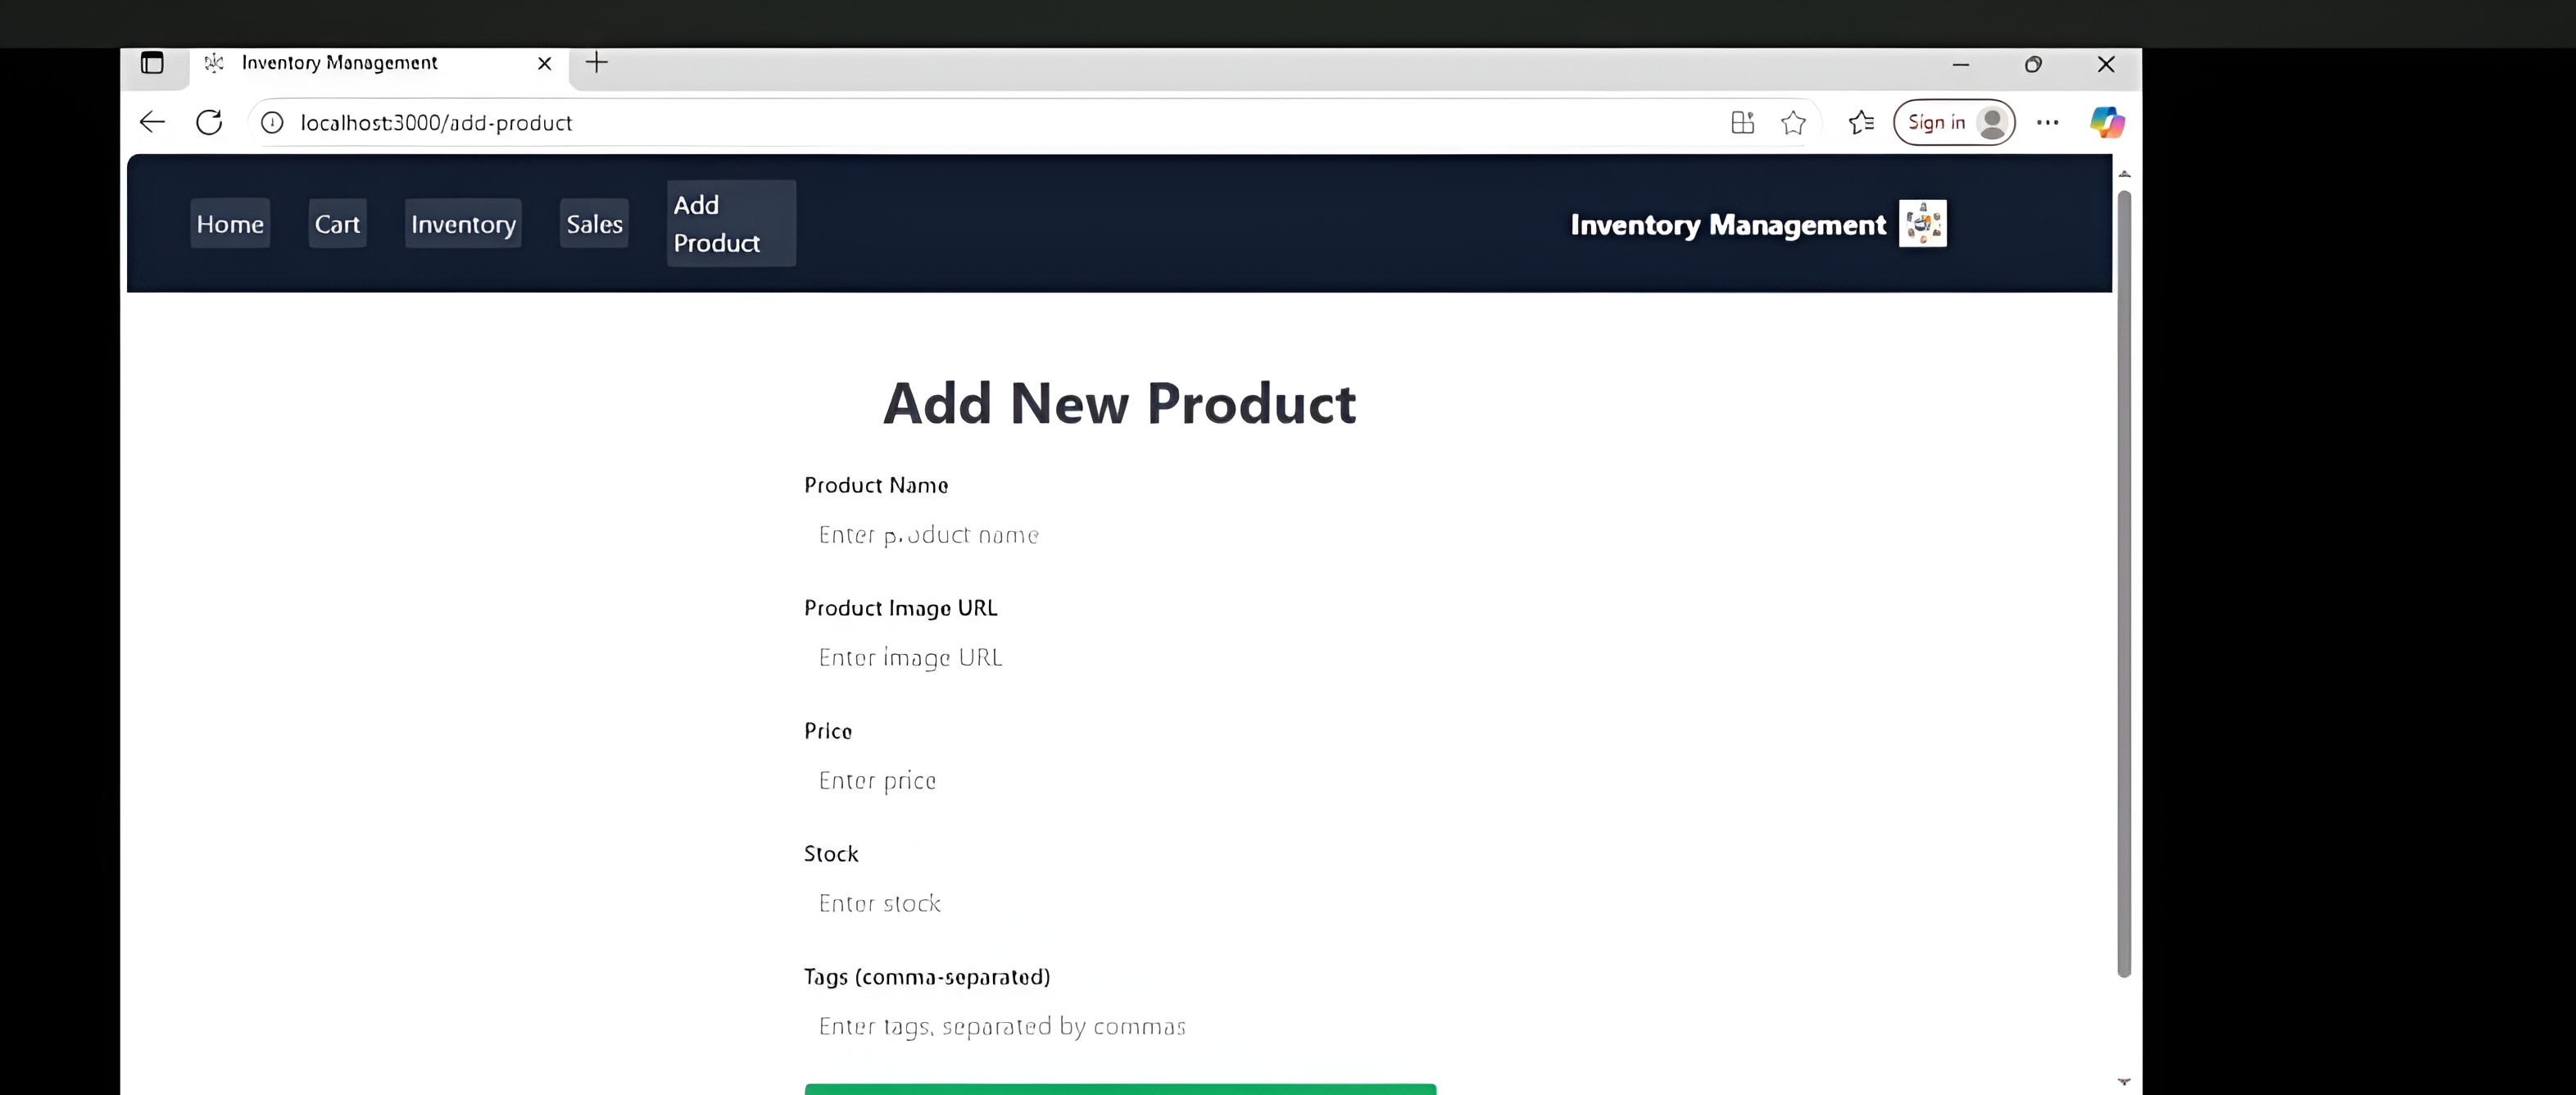 Inventory Management
localhost:3000/add-product
Sign in
Home Cart Inventory Sales Add Product
Inventory Management
Add New Product
Product Name
Enter product name
Product Image URL
Enter image URL
Price
Enter price
Stock
Enter stock
Tags (comma-separated)
Enter tags, separated by commas